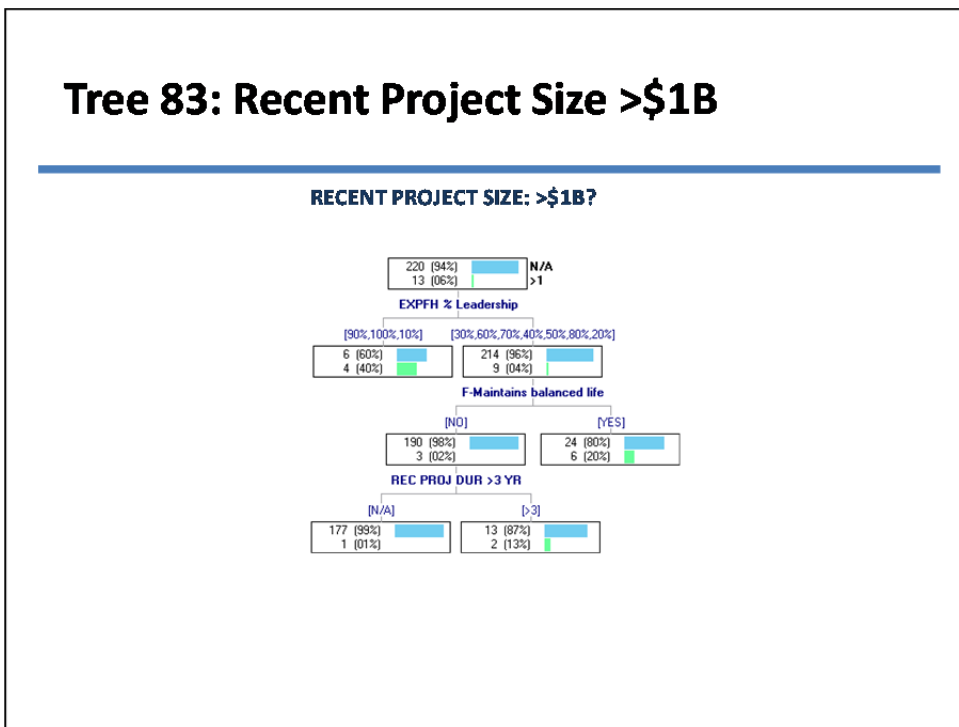 Tree 83: Recent Project Size >$1B
RECENT PROJECT SIZE: >$1B?
220 (94%) N/A
13 (06%) >1
EXPFH % Leadership
[90%,100%,10%] [30%,60%,70%,40%,50%,80%,20%]
6 (60%) 214 (96%)
4 (40%) 9 (04%)
F-Maintains balanced life
[NO] [YES]
190 (98%) 24 (80%)
3 (02%) 6 (20%)
REC PROJ DUR >3 YR
[N/A] [>3]
177 (99%) 13 (87%)
1 (01%) 2 (13%)